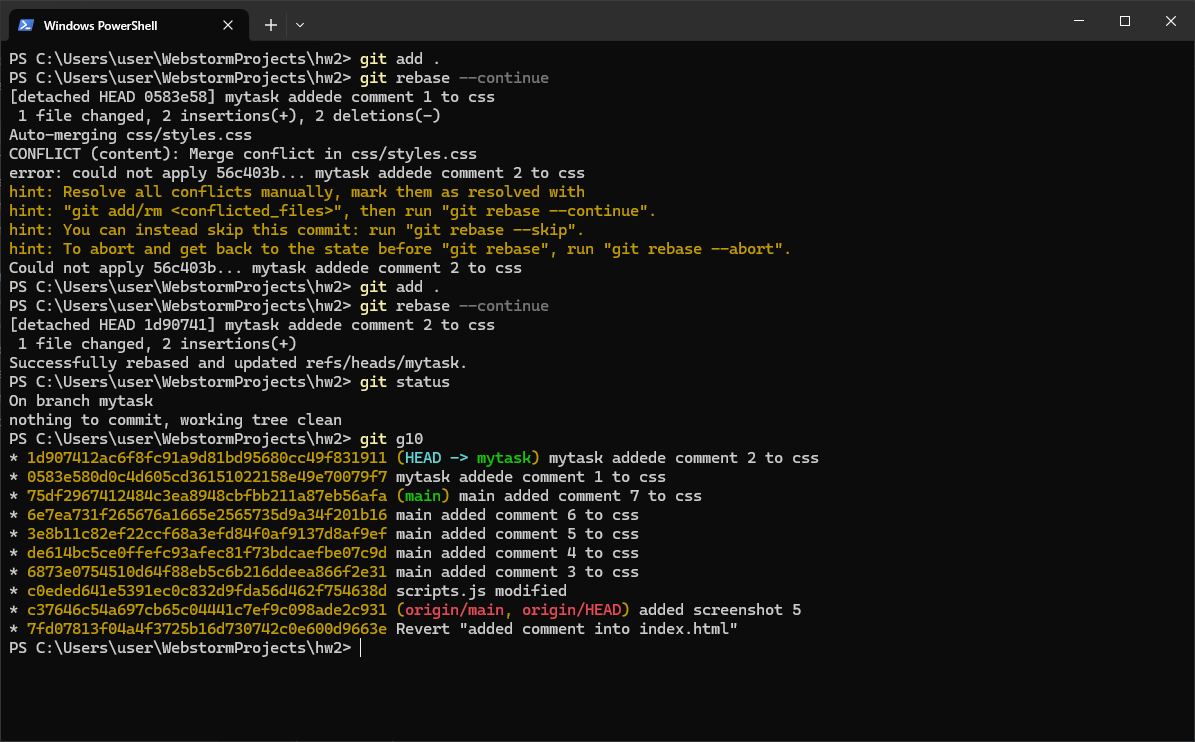 Windows PowerShell
PS C:\Users\user\WebstormProjects\hw2> git add .
PS C:\Users\user\WebstormProjects\hw2> git rebase --continue
[detached HEAD 0583e58] mytask addede comment 1 to css
 1 file changed, 2 insertions(+), 2 deletions(-)
Auto-merging css/styles.css
CONFLICT (content): Merge conflict in css/styles.css
error: could not apply 56c403b... mytask addede comment 2 to css
hint: Resolve all conflicts manually, mark them as resolved with
hint: "git add/rm <conflicted_files>", then run "git rebase --continue".
hint: You can instead skip this commit: run "git rebase --skip".
hint: To abort and get back to the state before "git rebase", run "git rebase --abort".
Could not apply 56c403b... mytask addede comment 2 to css
PS C:\Users\user\WebstormProjects\hw2> git add .
PS C:\Users\user\WebstormProjects\hw2> git rebase --continue
[detached HEAD 1d90741] mytask addede comment 2 to css
 1 file changed, 2 insertions(+)
Successfully rebased and updated refs/heads/mytask.
PS C:\Users\user\WebstormProjects\hw2> git status
On branch mytask
nothing to commit, working tree clean
PS C:\Users\user\WebstormProjects\hw2> git g10
* 1d907412ac6f8fc91a9d81bd95680cc49f831911 (HEAD -> mytask) mytask addede comment 2 to css
* 0583e580d0c4d605cd36151022158e49e70079f7 mytask addede comment 1 to css
* 75df2967412484c3ea8948cbfbb211a87eb56afa (main) main added comment 7 to css
* 6e7ea731f265676a1665e2565735d9a34f201b16 main added comment 6 to css
* 3e8b11c82ef22ccf68a3efd84f0af9137d8af9ef main added comment 5 to css
* de614bc5ce0ffefc93afec81f73bdcaefbe07c9d main added comment 4 to css
* 6873e0754510d64f88eb5c6b216ddeea866f2e31 main added comment 3 to css
* c0eded641e5391ec0c832d9fda56d462f754638d scripts.js modified
* c37646c54a697cb65c04441c7ef9c098ade2c931 (origin/main, origin/HEAD) added screenshot 5
* 7fd07813f04a4f3725b16d730742c0e600d9663e Revert "added comment into index.html"
PS C:\Users\user\WebstormProjects\hw2>